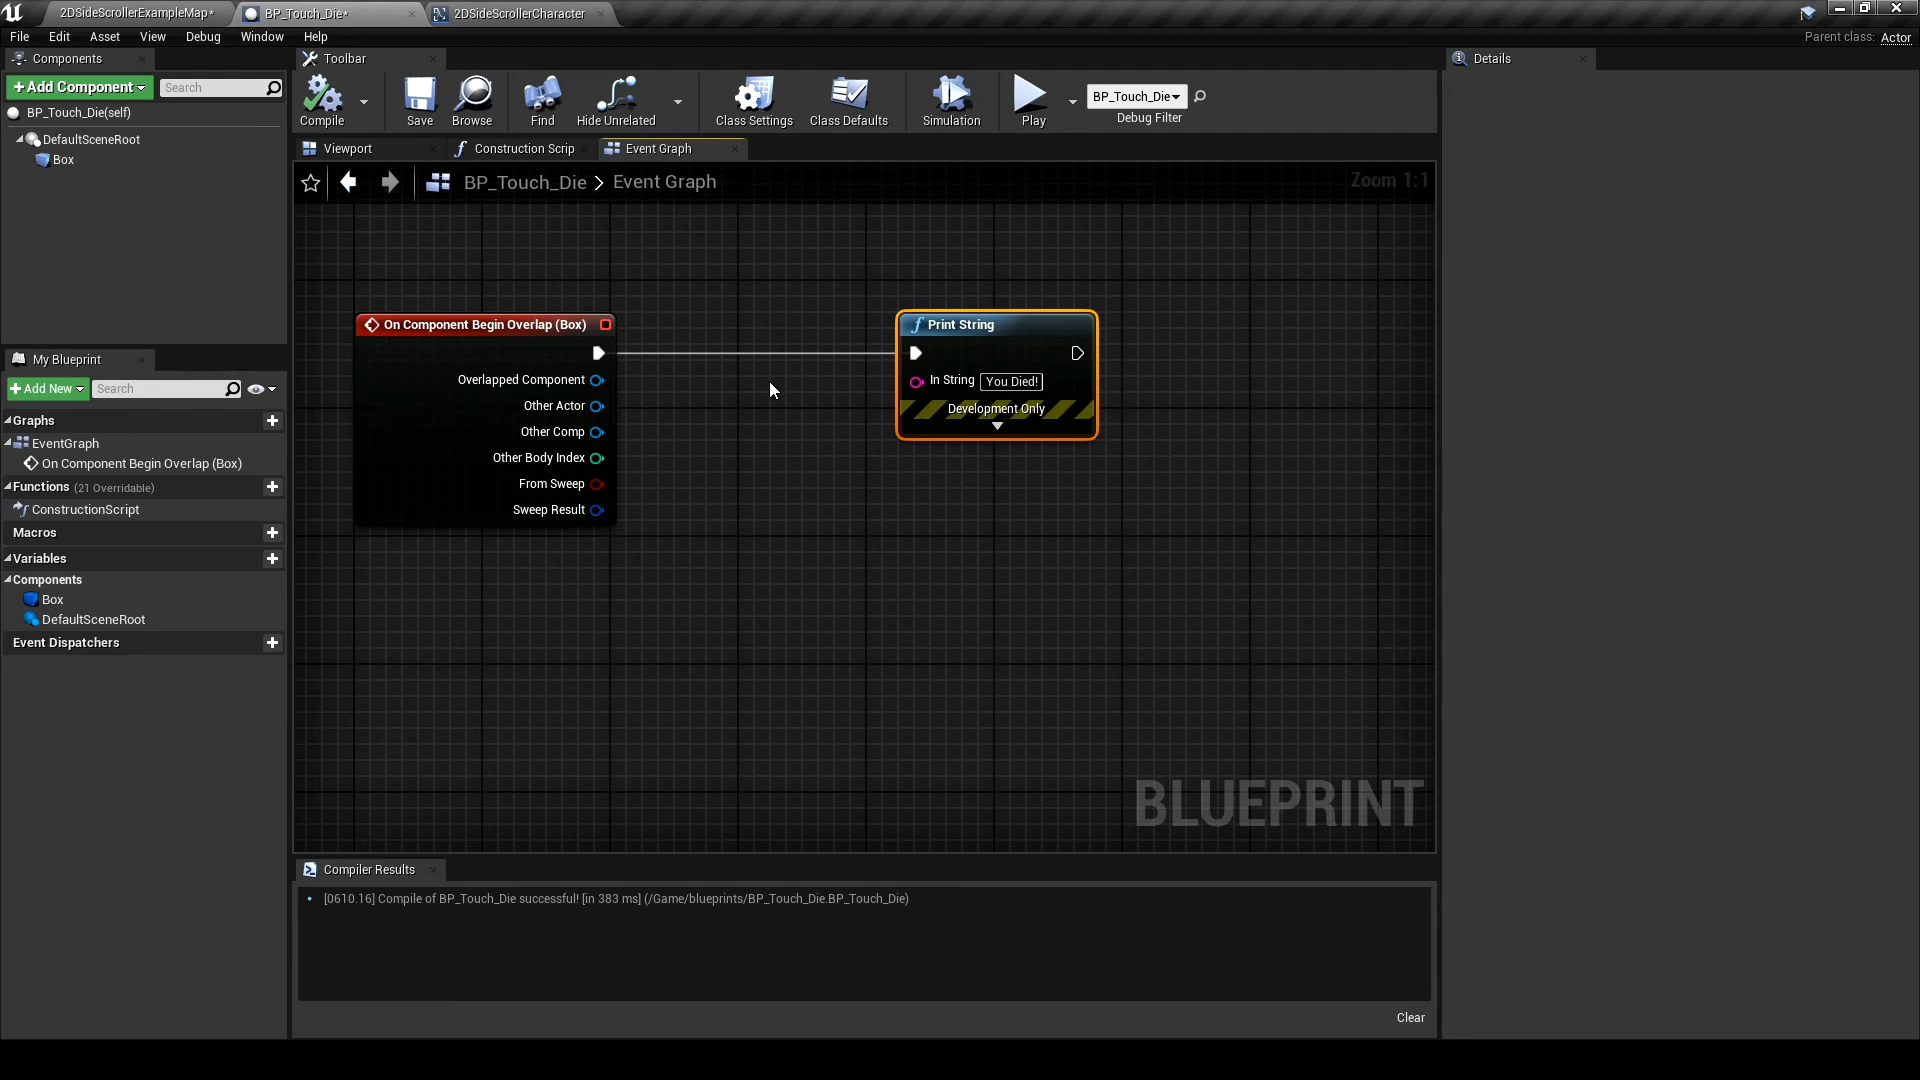 2DSideScrollerExampleMap*
BP_Touch_Die*
2DSideScrollerCharacter
File Edit Asset View Debug Window Help
Parent class: Actor
Components
Toolbar
Details
+ Add Component
Search
BP_Touch_Die(self)
DefaultSceneRoot
Box
Compile
Save
Browse
Find
Hide Unrelated
Class Settings
Class Defaults
Simulation
Play
BP_Touch_Die
Debug Filter
Viewport
Construction Scrip
Event Graph
BP_Touch_Die > Event Graph
Zoom 1:1
On Component Begin Overlap (Box)
Overlapped Component
Other Actor
Other Comp
Other Body Index
From Sweep
Sweep Result
Print String
In String You Died!
Development Only
BLUEPRINT
My Blueprint
+ Add New
Search
Graphs
EventGraph
On Component Begin Overlap (Box)
Functions (21 Overridable)
ConstructionScript
Macros
Variables
Components
Box
DefaultSceneRoot
Event Dispatchers
Compiler Results
[0610.16] Compile of BP_Touch_Die successful! [in 383 ms] (/Game/blueprints/BP_Touch_Die.BP_Touch_Die)
Clear